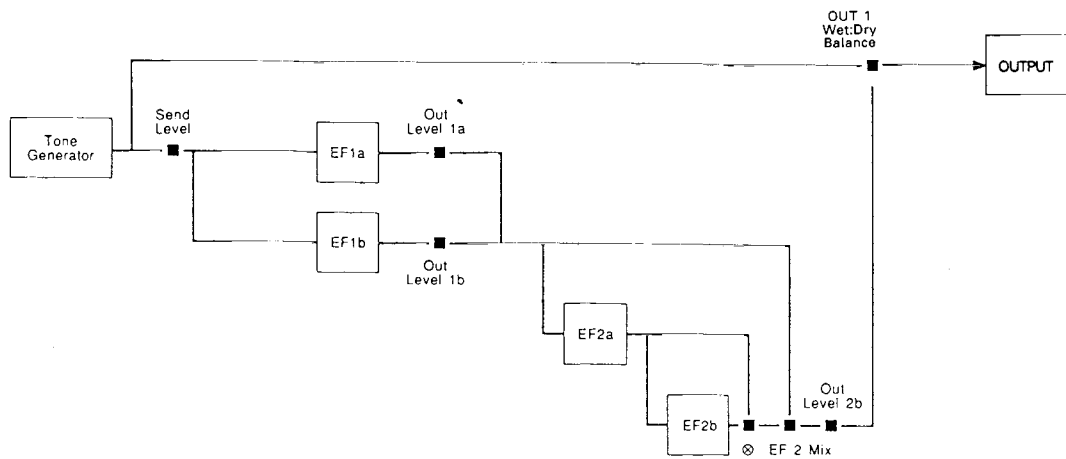 OUT 1
Wet:Dry
Balance
OUTPUT
Send
Level
Out
Level 1a
Tone
Generator
EF1a
EF1b
Out
Level 1b
EF2a
Out
Level 2b
EF2b
⊗ EF 2 Mix